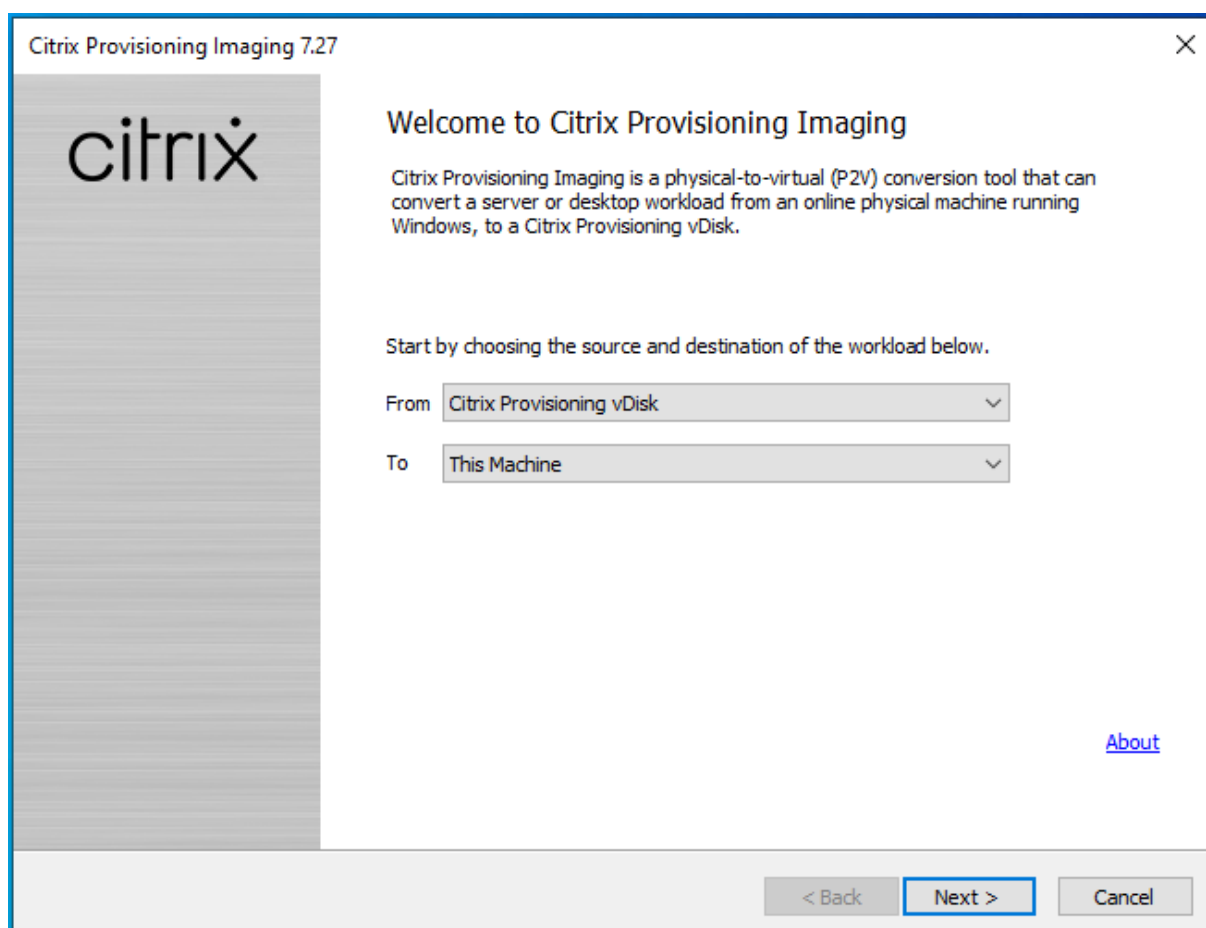 Citrix Provisioning Imaging 7.27
citrix
Welcome to Citrix Provisioning Imaging
Citrix Provisioning Imaging is a physical-to-virtual (P2V) conversion tool that can
convert a server or desktop workload from an online physical machine running
Windows, to a Citrix Provisioning vDisk.
Start by choosing the source and destination of the workload below.
From Citrix Provisioning vDisk
To This Machine
About
< Back Next > Cancel